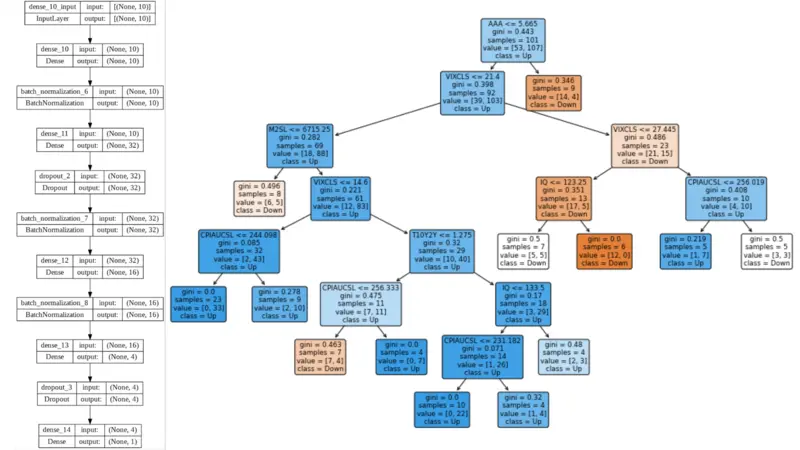 dense_10_input input: [(None, 10)]
InputLayer output: [(None, 10)]
dense_10 input: (None, 10)
Dense output: (None, 10)
batch_normalization_6 input: (None, 10)
BatchNormalization output: (None, 10)
dense_11 input: (None, 10)
Dense output: (None, 32)
dropout_2 input: (None, 32)
Dropout output: (None, 32)
batch_normalization_7 input: (None, 32)
BatchNormalization output: (None, 32)
dense_12 input: (None, 32)
Dense output: (None, 16)
batch_normalization_8 input: (None, 16)
BatchNormalization output: (None, 16)
dense_13 input: (None, 16)
Dense output: (None, 4)
dropout_3 input: (None, 4)
Dropout output: (None, 4)
dense_14 input: (None, 4)
Dense output: (None, 1)
AAA <= 5.665
gini = 0.443
samples = 101
value = [53, 107]
class = Up
VIXCLS <= 21.4
gini = 0.398
samples = 92
value = [39, 103]
class = Up
gini = 0.346
samples = 9
value = [14, 4]
class = Down
M2SL <= 6715.25
gini = 0.282
samples = 69
value = [18, 88]
class = Up
VIXCLS <= 27.445
gini = 0.486
samples = 23
value = [21, 15]
class = Down
gini = 0.496
samples = 8
value = [6, 5]
class = Down
VIXCLS <= 14.6
gini = 0.221
samples = 61
value = [12, 83]
class = Up
IQ <= 123.25
gini = 0.351
samples = 13
value = [17, 5]
class = Down
CPIAUCSL <= 256.019
gini = 0.408
samples = 10
value = [4, 10]
class = Up
CPIAUCSL <= 244.098
gini = 0.085
samples = 32
value = [2, 43]
class = Up
T10Y2Y <= 1.275
gini = 0.32
samples = 29
value = [10, 40]
class = Up
gini = 0.5
samples = 7
value = [5, 5]
class = Down
gini = 0.0
samples = 6
value = [12, 0]
class = Down
gini = 0.219
samples = 5
value = [1, 7]
class = Up
gini = 0.5
samples = 5
value = [3, 3]
class = Down
gini = 0.0
samples = 23
value = [0, 33]
class = Up
gini = 0.278
samples = 9
value = [2, 10]
class = Up
CPIAUCSL <= 256.333
gini = 0.475
samples = 11
value = [7, 11]
class = Up
IQ <= 133.5
gini = 0.17
samples = 18
value = [3, 29]
class = Up
gini = 0.463
samples = 7
value = [7, 4]
class = Down
gini = 0.0
samples = 4
value = [0, 7]
class = Up
CPIAUCSL <= 231.182
gini = 0.071
samples = 14
value = [1, 26]
class = Up
gini = 0.48
samples = 4
value = [2, 3]
class = Up
gini = 0.0
samples = 10
value = [0, 22]
class = Up
gini = 0.32
samples = 4
value = [1, 4]
class = Up